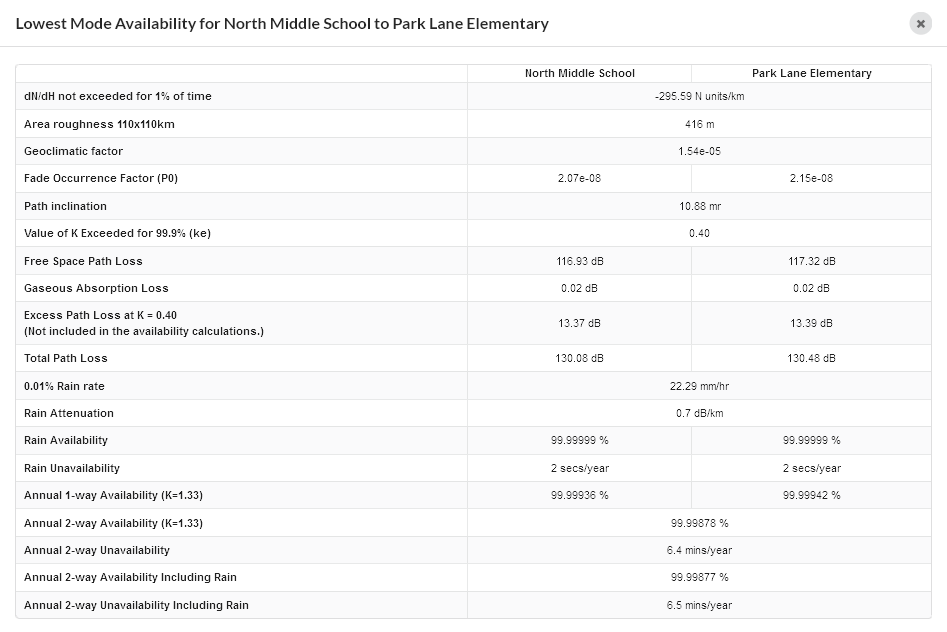 Lowest Mode Availability for North Middle School to Park Lane Elementary
North Middle School Park Lane Elementary
dN/dH not exceeded for 1% of time -295.59 N units/km
Area roughness 110x110km 416 m
Geoclimatic factor 1.54e-05
Fade Occurrence Factor (P0) 2.07e-08 2.15e-08
Path inclination 10.88 mr
Value of K Exceeded for 99.9% (ke) 0.40
Free Space Path Loss 116.93 dB 117.32 dB
Gaseous Absorption Loss 0.02 dB 0.02 dB
Excess Path Loss at K = 0.40
(Not included in the availability calculations.) 13.37 dB 13.39 dB
Total Path Loss 130.08 dB 130.48 dB
0.01% Rain rate 22.29 mm/hr
Rain Attenuation 0.7 dB/km
Rain Availability 99.99999 % 99.99999 %
Rain Unavailability 2 secs/year 2 secs/year
Annual 1-way Availability (K=1.33) 99.99936 % 99.99942 %
Annual 2-way Availability (K=1.33) 99.99878 %
Annual 2-way Unavailability 6.4 mins/year
Annual 2-way Availability Including Rain 99.99877 %
Annual 2-way Unavailability Including Rain 6.5 mins/year